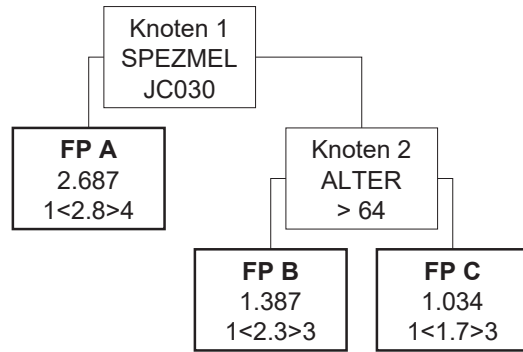 Knoten 1
SPEZMEL
JC030
FP A
2.687
1<2.8>4
Knoten 2
ALTER
> 64
FP B
1.387
1<2.3>3
FP C
1.034
1<1.7>3